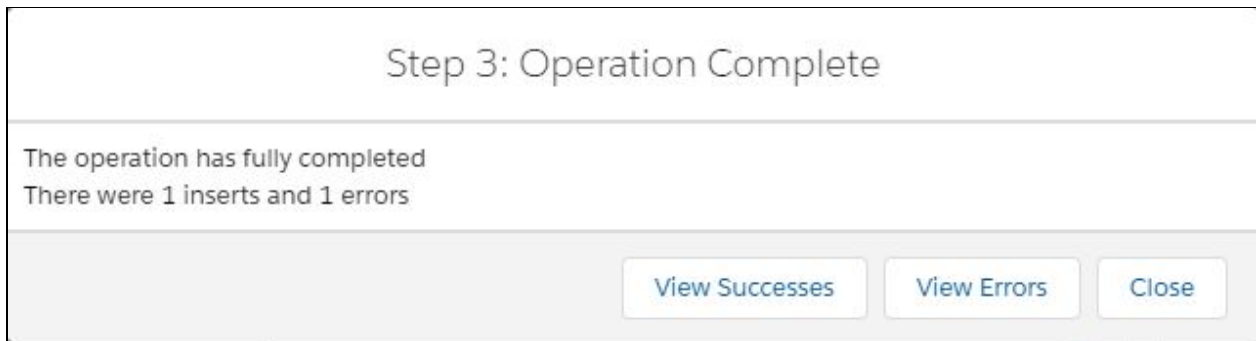 Step 3: Operation Complete
The operation has fully completed
There were 1 inserts and 1 errors
View Successes
View Errors
Close